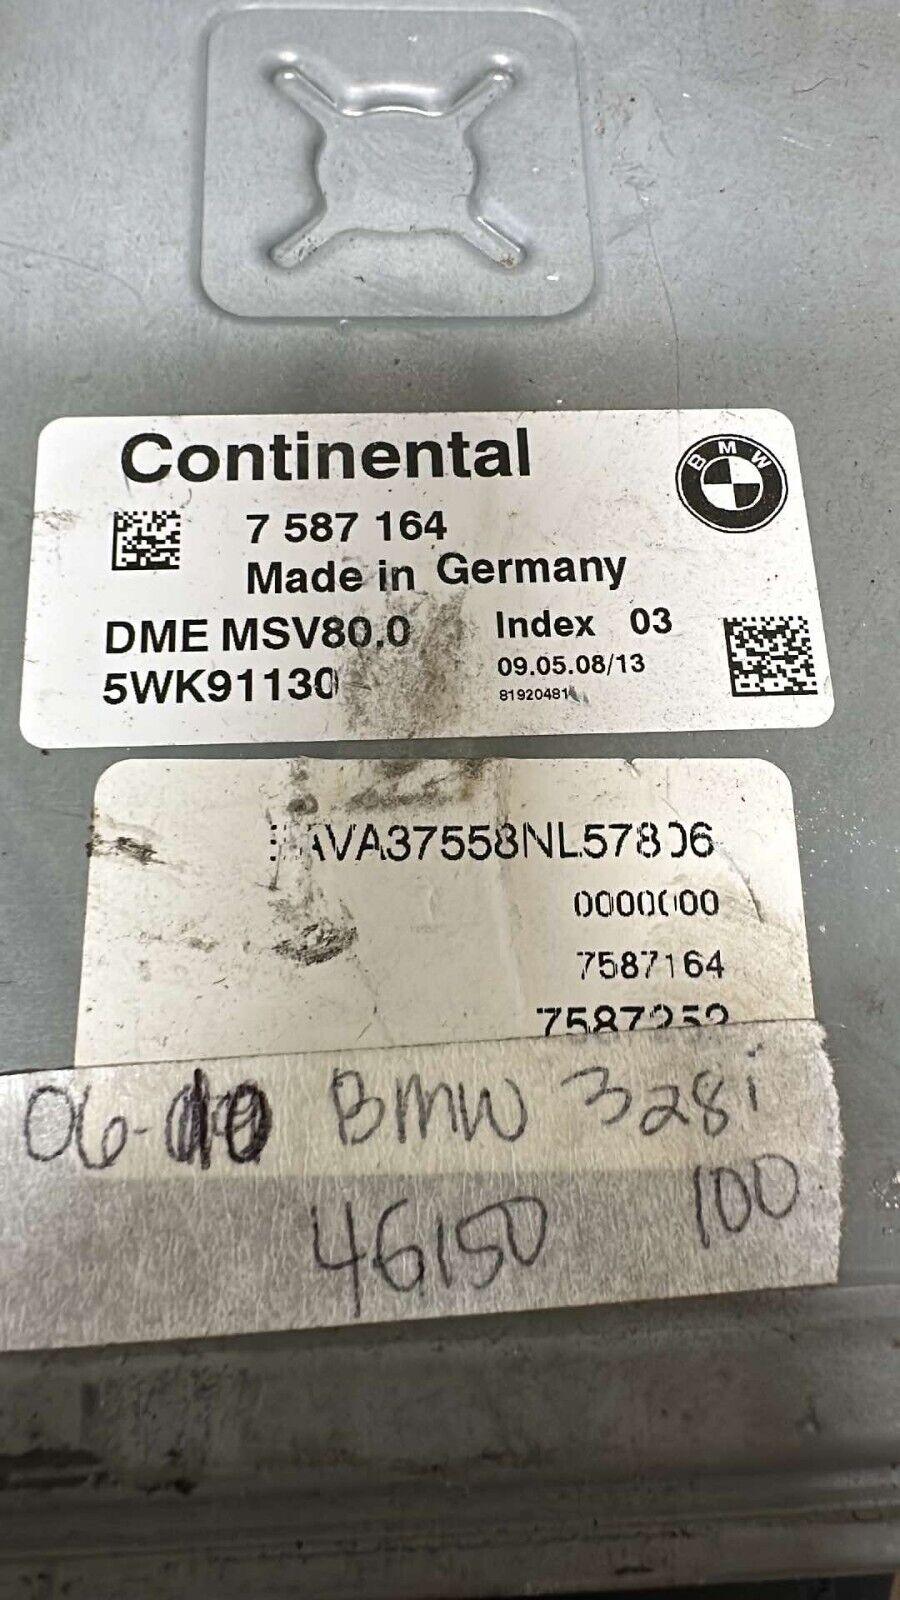 Continental
BMW
7 587 164
Made in Germany
DME MSV80.0
Index 03
5WK91130
09.05.08/13
0000000
7587164
7587252
06- BMW 328i
46150 100